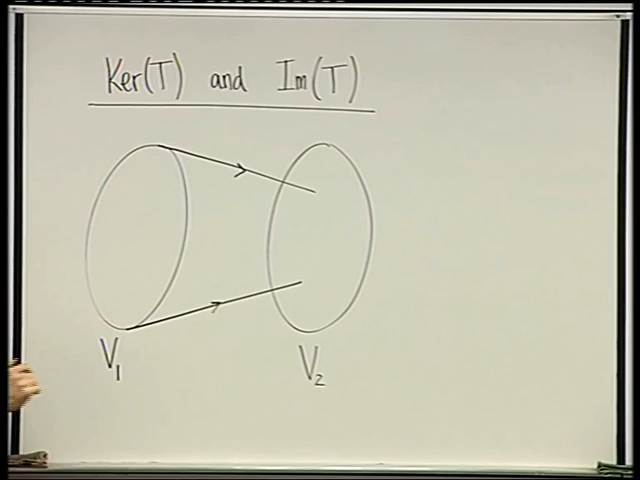 Ker(T) and Im(T)
V₁ V₂